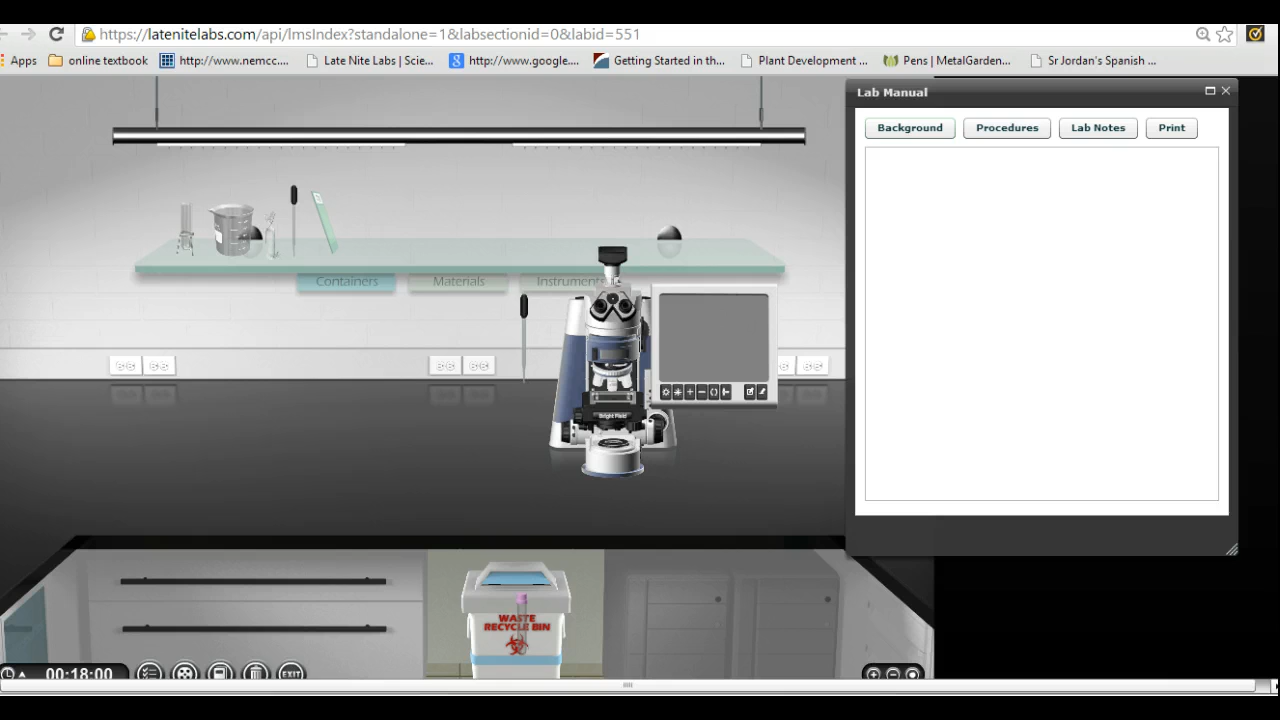 https://latenitelabs.com/api/lmsIndex?standalone=1&labsectionid=0&labid=551
Apps online textbook http://www.nemcc.... Late Nite Labs | Scie... http://www.google.... Getting Started in th... Plant Development ... Pens | MetalGarden... Sr Jordan's Spanish ...
Lab Manual
Background Procedures Lab Notes Print
Containers Materials Instruments
Bright Field
WASTE
RECYCLE BIN
00:18:00
EXIT